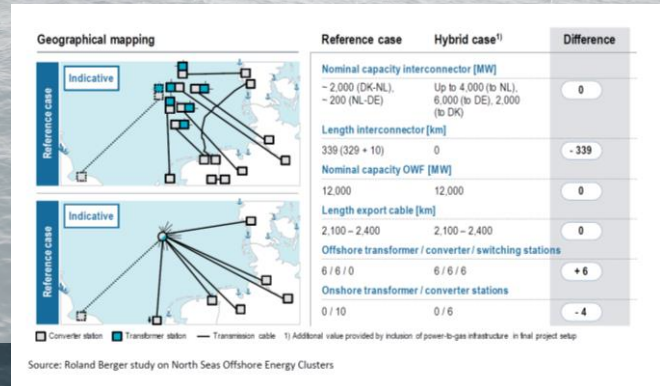 Geographical mapping
Reference case Hybrid case1) Difference
Reference case
Indicative
Nominal capacity interconnector [MW]
~ 2,000 (DK-NL), Up to 4,000 (to NL), 0
~ 200 (NL-DE) 6,000 (to DE), 2,000
(to DK)
Length interconnector [km]
339 (329 + 10) 0 - 339
Nominal capacity OWF [MW]
12,000 12,000 0
Reference case
Indicative
Length export cable [km]
2,100 – 2,400 2,100 – 2,400 0
Offshore transformer / converter / switching stations
6 / 6 / 0 6 / 6 / 6 + 6
Onshore transformer / converter stations
0 / 10 0 / 6 - 4
Converter station Transformer station Transmission cable 1) Additional value provided by inclusion of power-to-gas infrastructure in final project setup
Source: Roland Berger study on North Seas Offshore Energy Clusters